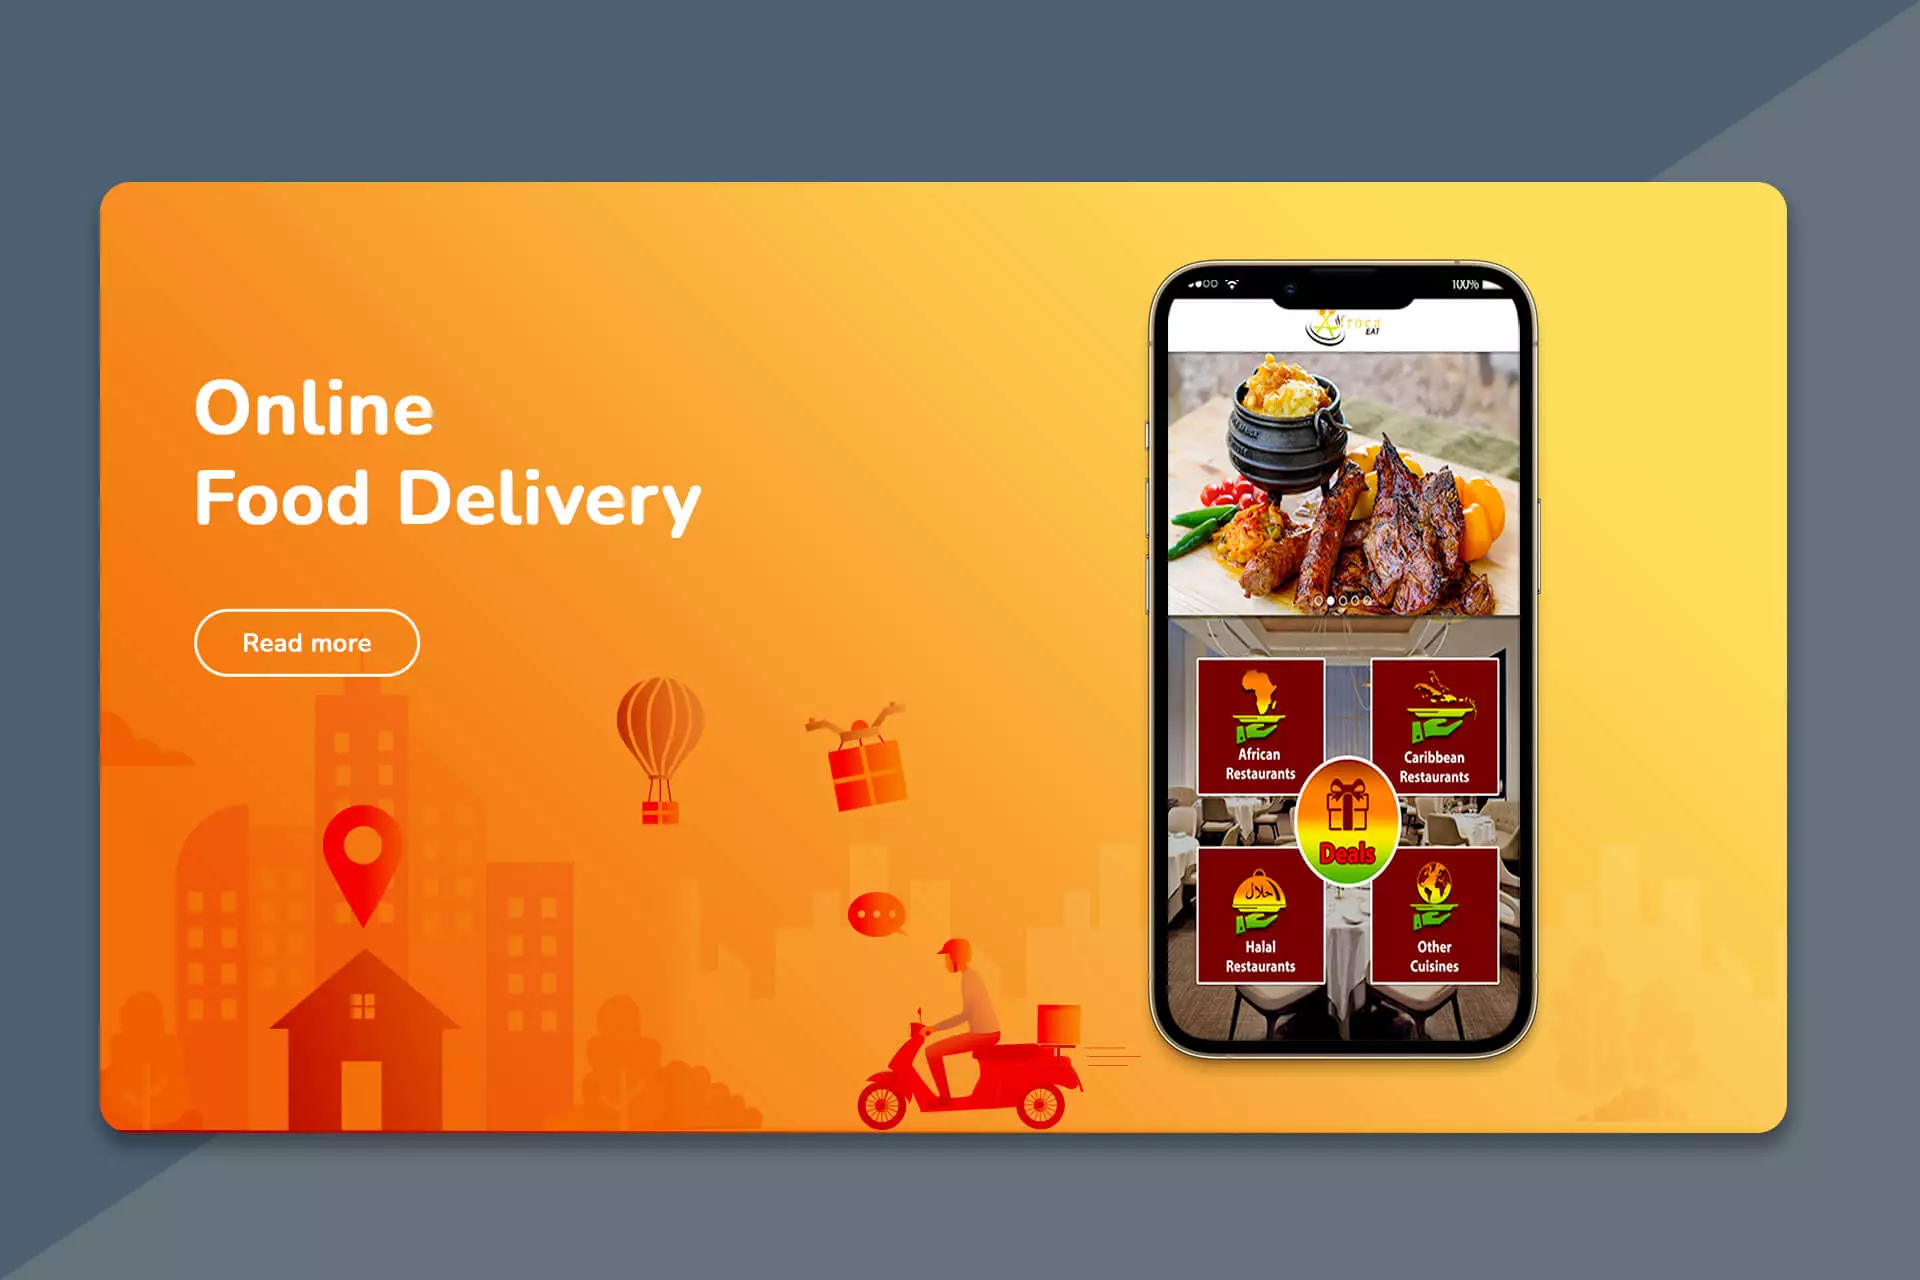 Online
Food Delivery
Read more
100%
Afroca
EAT
African
Restaurants
Caribbean
Restaurants
Deals
حلال
Halal
Restaurants
Other
Cuisines